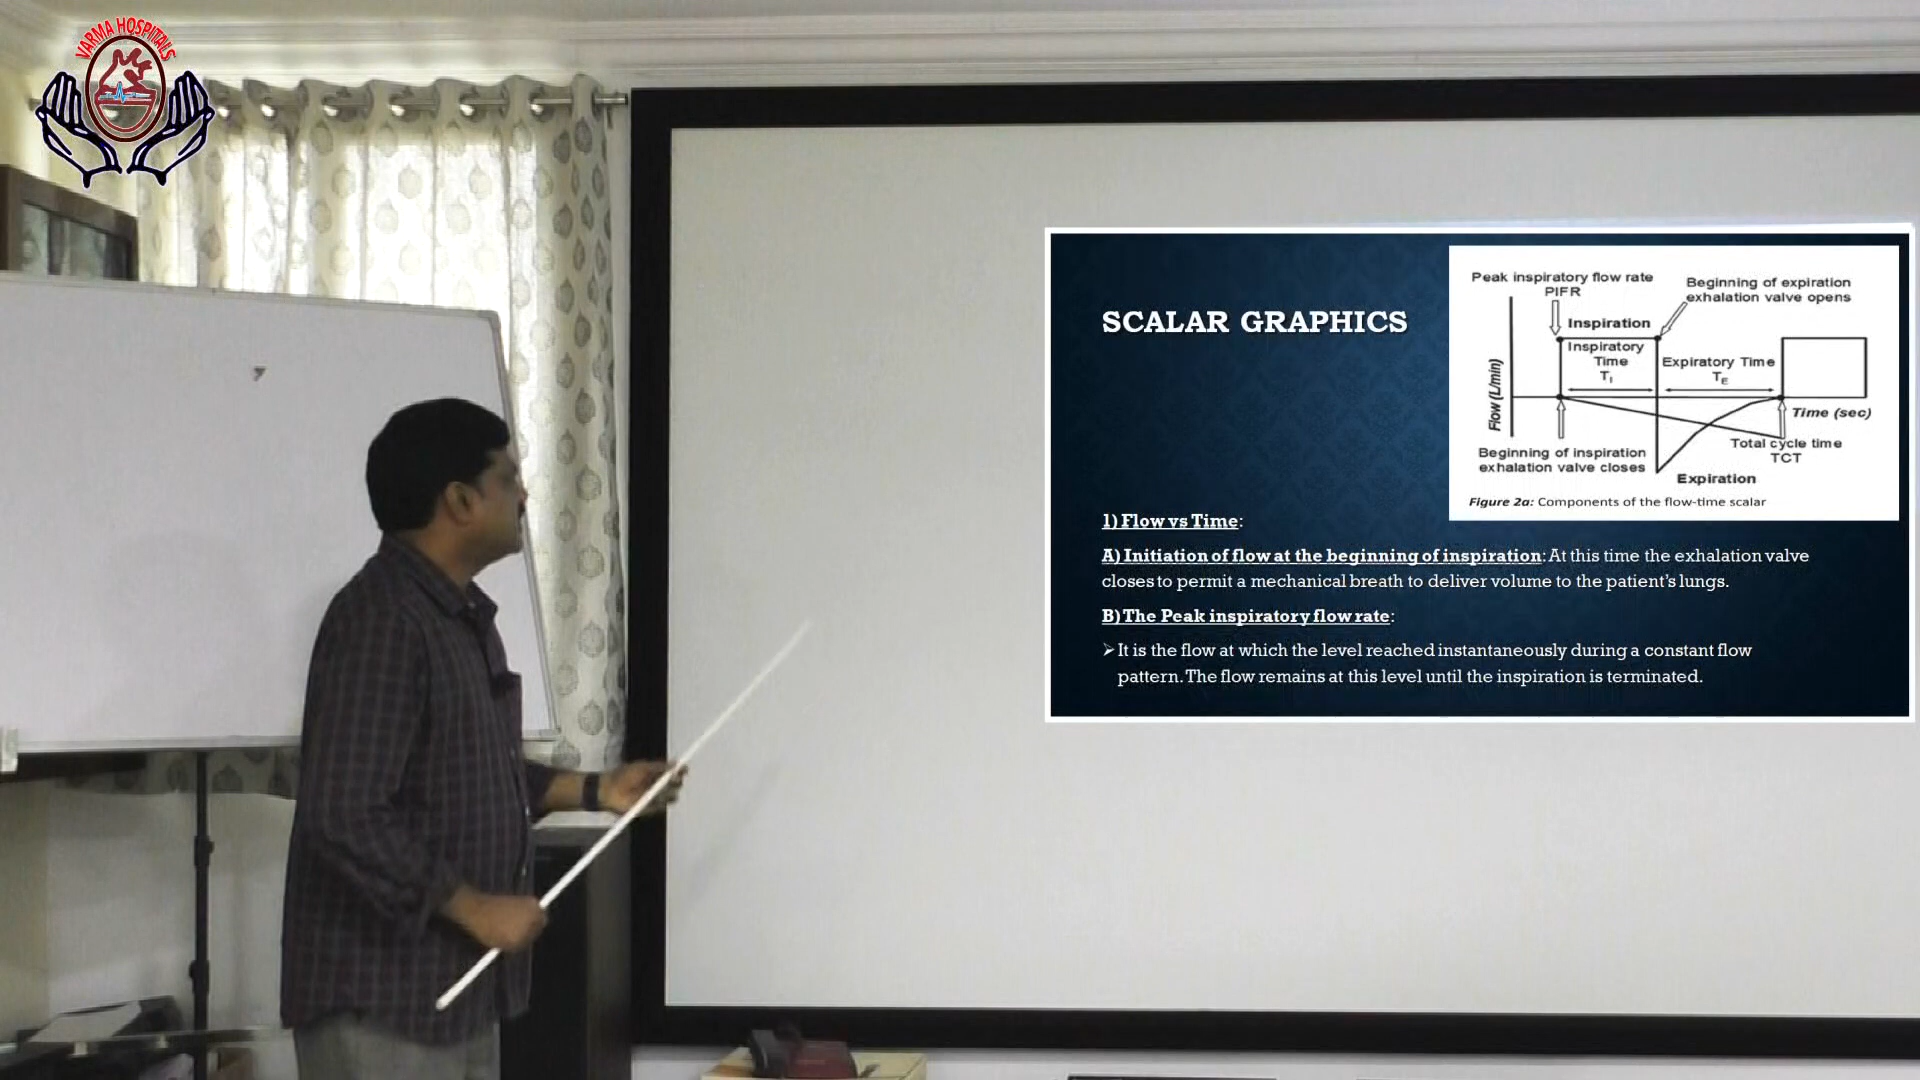 VARMA HOSPITALS
SCALAR GRAPHICS
Peak inspiratory flow rate
PIFR
Beginning of expiration
exhalation valve opens
Inspiration
Inspiratory
Time
TI
Expiratory Time
TE
Flow (L/min)
Time (sec)
Beginning of inspiration
exhalation valve closes
Total cycle time
TCT
Expiration
Figure 2a: Components of the flow-time scalar
1) Flow vs Time:
A) Initiation of flow at the beginning of inspiration: At this time the exhalation valve
closes to permit a mechanical breath to deliver volume to the patient's lungs.
B) The Peak inspiratory flow rate:
➢ It is the flow at which the level reached instantaneously during a constant flow
pattern. The flow remains at this level until the inspiration is terminated.